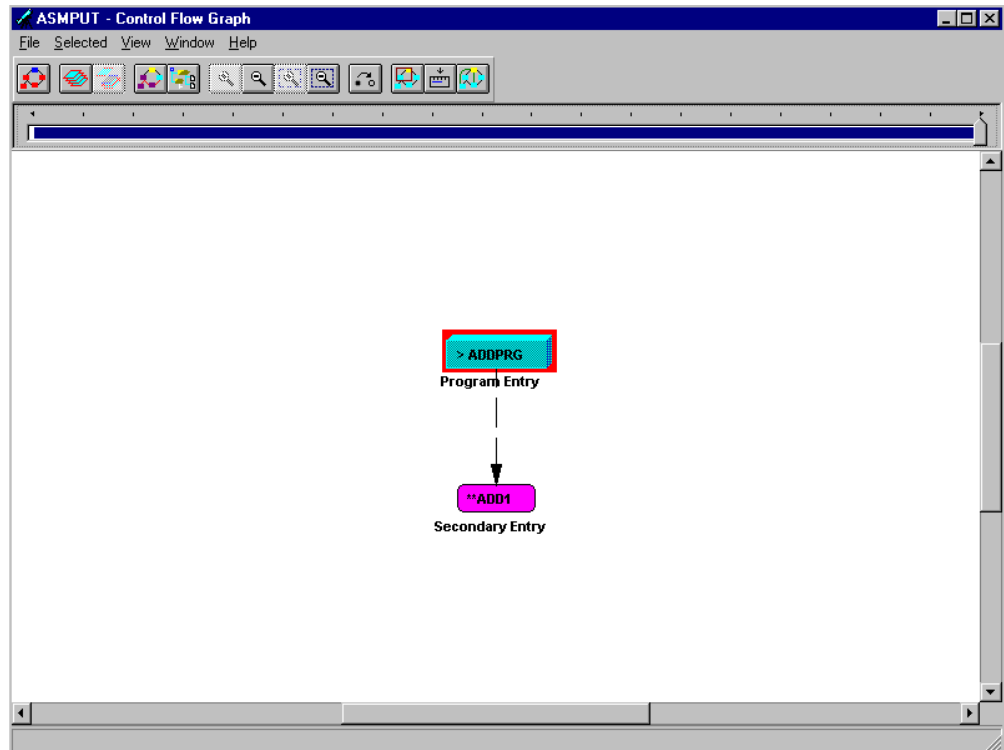 ASMPUT - Control Flow Graph
File Selected View Window Help
> ADDPRG
Program Entry
**ADD1
Secondary Entry